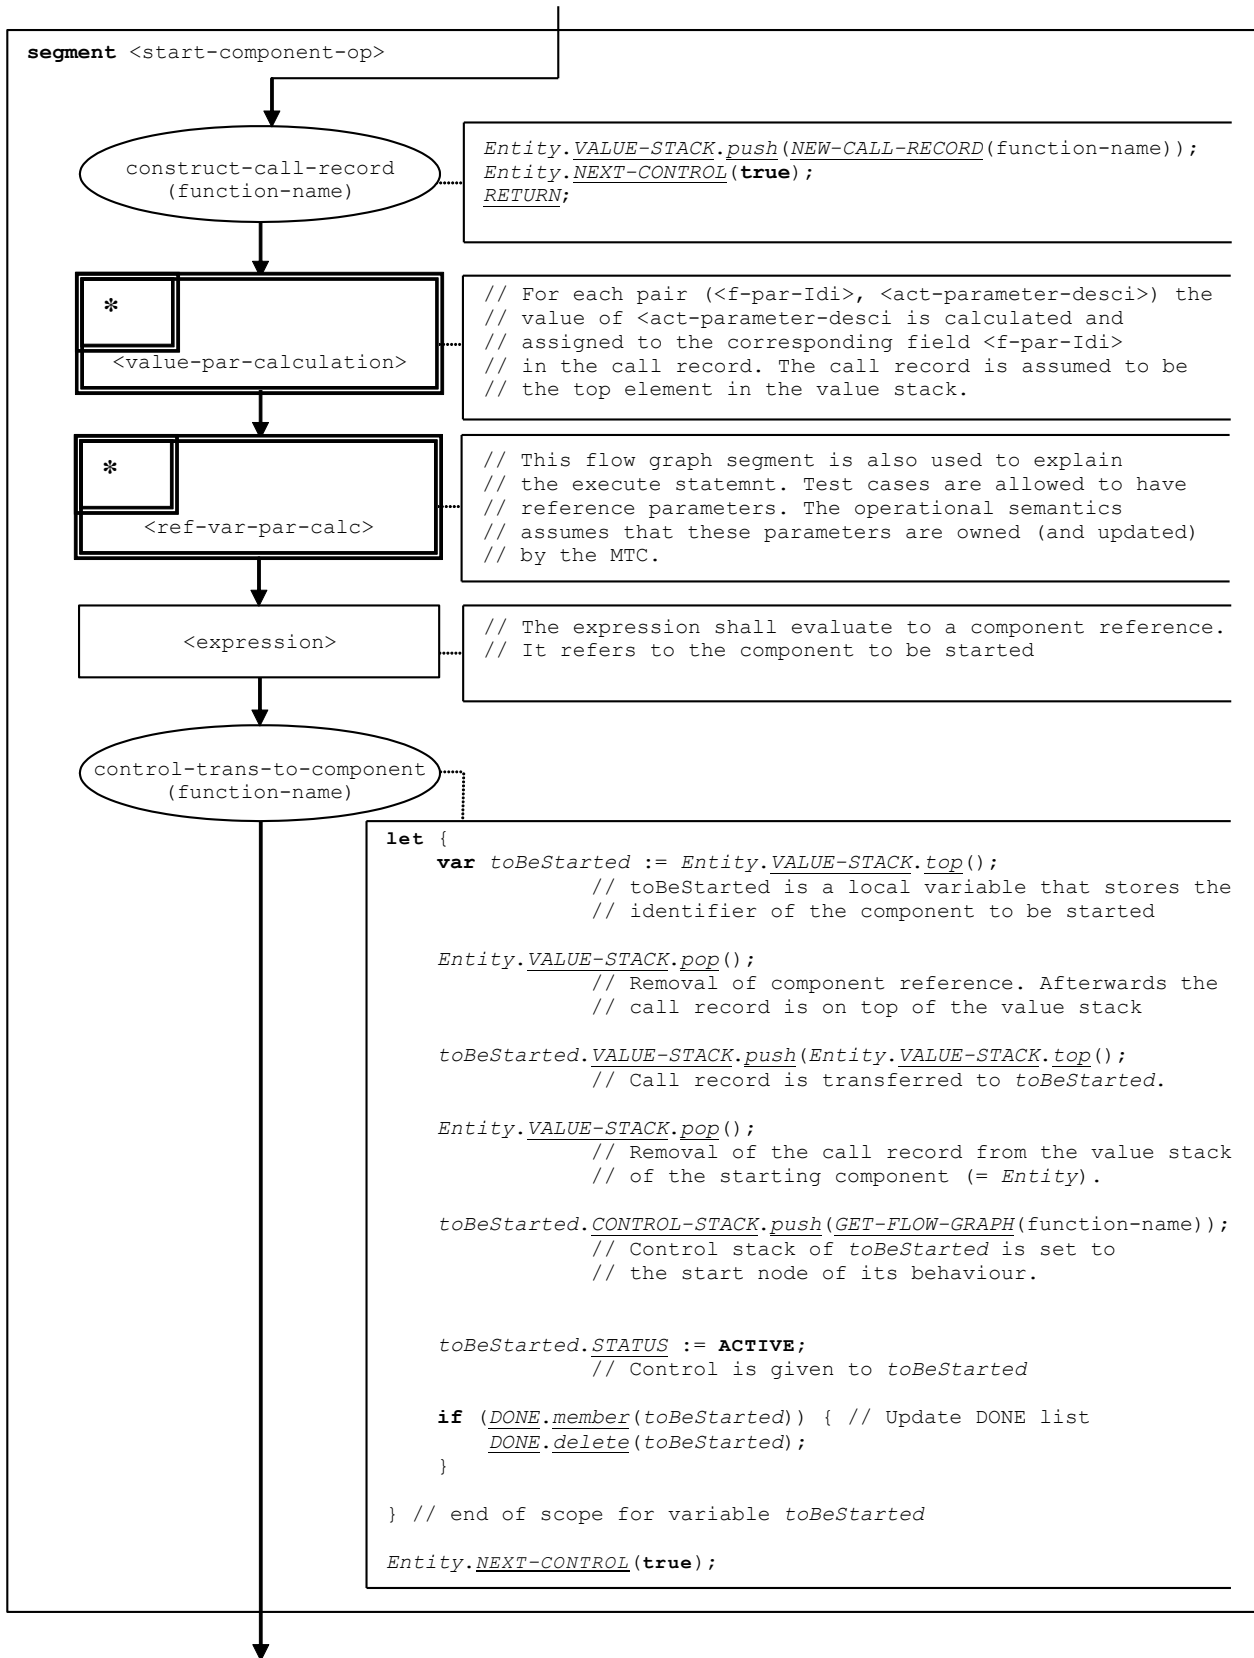 segment <start-component-op>
construct-call-record
(function-name)
Entity.VALUE-STACK.push(NEW-CALL-RECORD(function-name));
Entity.NEXT-CONTROL(true);
RETURN;
*
<value-par-calculation>
// For each pair (<f-par-Idi>, <act-parameter-desci>) the
// value of <act-parameter-desci is calculated and
// assigned to the corresponding field <f-par-Idi>
// in the call record. The call record is assumed to be
// the top element in the value stack.
*
<ref-var-par-calc>
// This flow graph segment is also used to explain
// the execute statemnt. Test cases are allowed to have
// reference parameters. The operational semantics
// assumes that these parameters are owned (and updated)
// by the MTC.
<expression>
// The expression shall evaluate to a component reference.
// It refers to the component to be started
control-trans-to-component
(function-name)
let {
var toBeStarted := Entity.VALUE-STACK.top();
// toBeStarted is a local variable that stores the
// identifier of the component to be started
Entity.VALUE-STACK.pop();
// Removal of component reference. Afterwards the
// call record is on top of the value stack
toBeStarted.VALUE-STACK.push(Entity.VALUE-STACK.top();
// Call record is transferred to toBeStarted.
Entity.VALUE-STACK.pop();
// Removal of the call record from the value stack
// of the starting component (= Entity).
toBeStarted.CONTROL-STACK.push(GET-FLOW-GRAPH(function-name));
// Control stack of toBeStarted is set to
// the start node of its behaviour.
toBeStarted.STATUS := ACTIVE;
// Control is given to toBeStarted
if (DONE.member(toBeStarted)) { // Update DONE list
DONE.delete(toBeStarted);
}
} // end of scope for variable toBeStarted
Entity.NEXT-CONTROL(true);